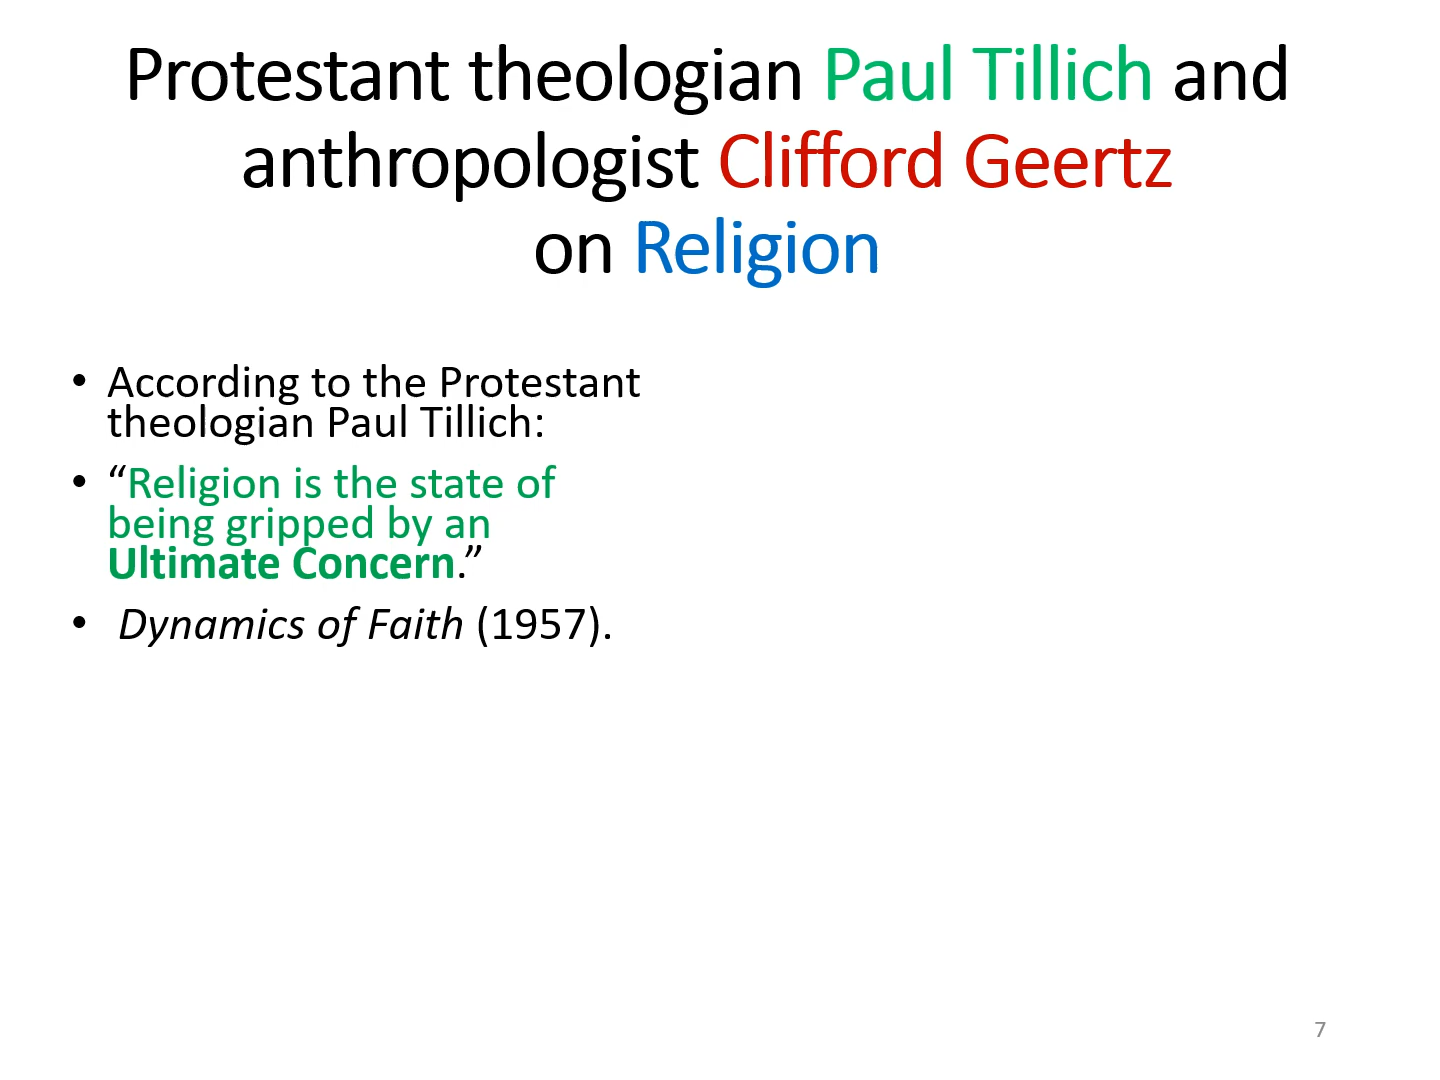 Protestant theologian Paul Tillich and
anthropologist Clifford Geertz
on Religion
• According to the Protestant
theologian Paul Tillich:
• “Religion is the state of
being gripped by an
Ultimate Concern.”
• Dynamics of Faith (1957).
7